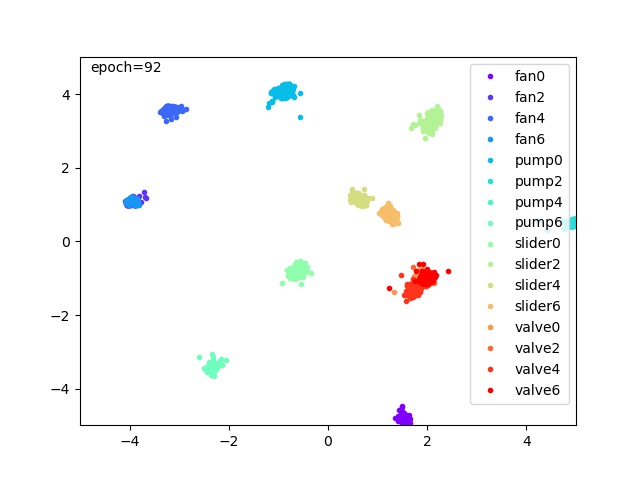 epoch=92
fan0
fan2
fan4
fan6
pump0
pump2
pump4
pump6
slider0
slider2
slider4
slider6
valve0
valve2
valve4
valve6
4
2
0
−2
−4
−4
−2
0
2
4